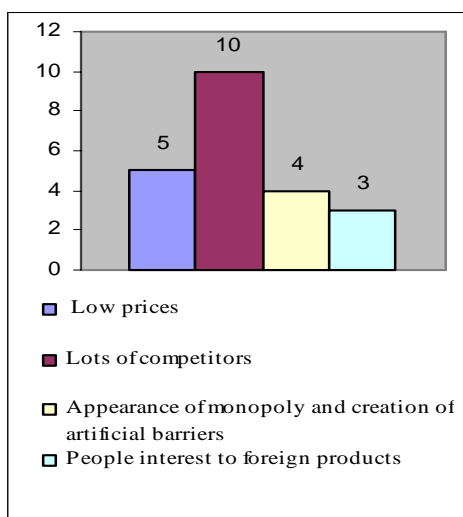 12
10
8
6
4
2
0
5
10
4
3
Low prices
Lots of competitors
Appearance of monopoly and creation of
artificial barriers
People interest to foreign products